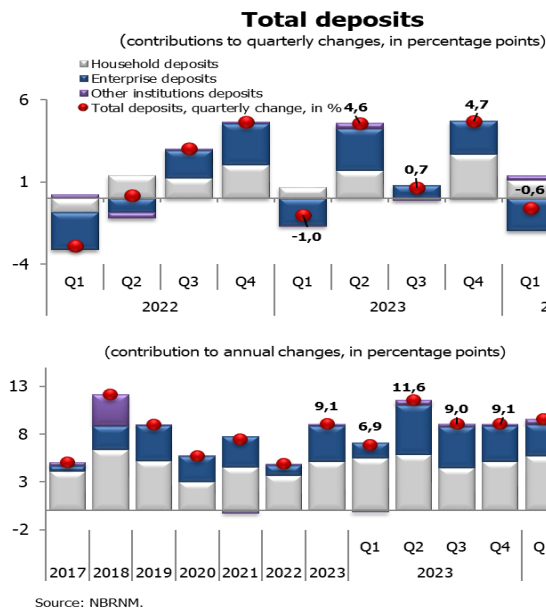 Total deposits
(contributions to quarterly changes, in percentage points)
Household deposits
Enterprise deposits
Other institutions deposits
Total deposits, quarterly change, in %
6
1
-4
4,6
4,7
0,7
-1,0
-0,6
Q1 Q2 Q3 Q4 Q1 Q2 Q3 Q4 Q1
2022 2023
(contribution to annual changes, in percentage points)
13
8
3
-2
9,1
6,9
11,6
9,0
9,1
Q1 Q2 Q3 Q4
2017 2018 2019 2020 2021 2022 2023 2023
Source: NBRNM.